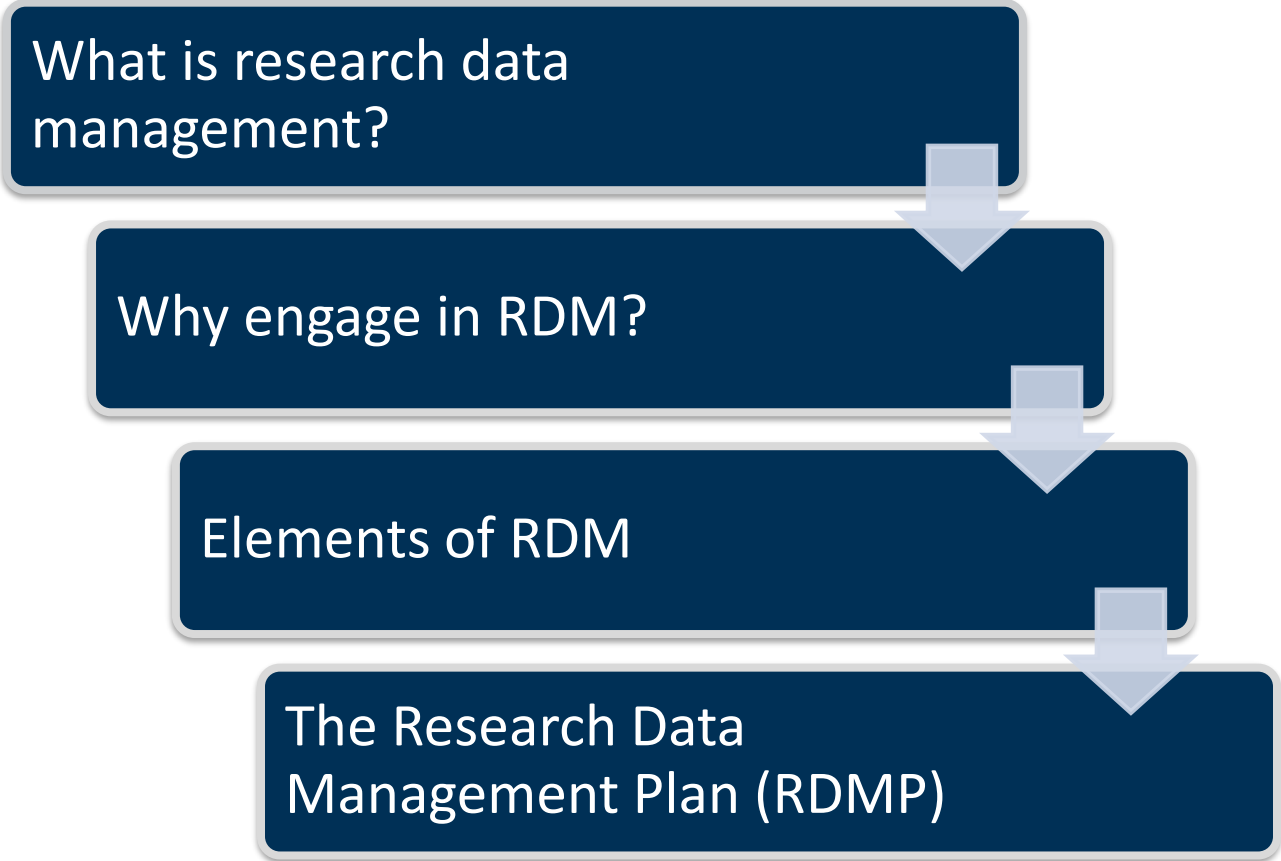 What is research data
management?
Why engage in RDM?
Elements of RDM
The Research Data
Management Plan (RDMP)